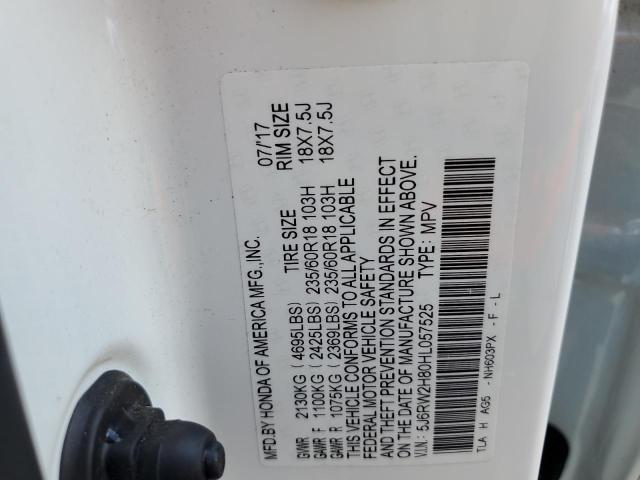 MFD.BY HONDA OF AMERICA MFG.,INC. 07/'17
GVWR 2130KG ( 4695LBS) TIRE SIZE RIM SIZE
GAWR F 1100KG ( 2425LBS) 235/60R18 103H 18X7.5J
GAWR R 1075KG ( 2369LBS) 235/60R18 103H 18X7.5J
THIS VEHICLE CONFORMS TO ALL APPLICABLE
FEDERAL MOTOR VEHICLE SAFETY
AND THEFT PREVENTION STANDARDS IN EFFECT
ON THE DATE OF MANUFACTURE SHOWN ABOVE.
V.I.N.: 5J6RW2H80HL057525 TYPE: MPV
TLA H AG5 -NH603PX -F -L